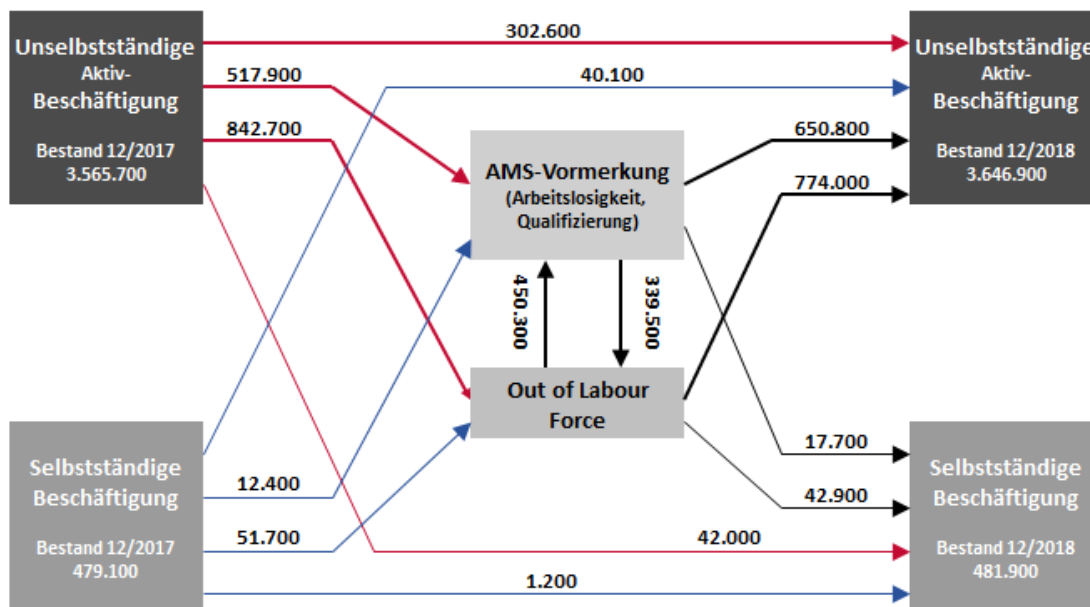 Unselbstständige
Aktiv-
Beschäftigung
Bestand 12/2017
3.565.700
302.600
517.900
40.100
842.700
Unselbstständige
Aktiv-
Beschäftigung
Bestand 12/2018
3.646.900
AMS-Vormerkung
(Arbeitslosigkeit,
Qualifizierung)
650.800
774.000
450.300
339.500
Out of Labour
Force
Selbstständige
Beschäftigung
Bestand 12/2017
479.100
12.400
51.700
17.700
42.900
42.000
1.200
Selbstständige
Beschäftigung
Bestand 12/2018
481.900